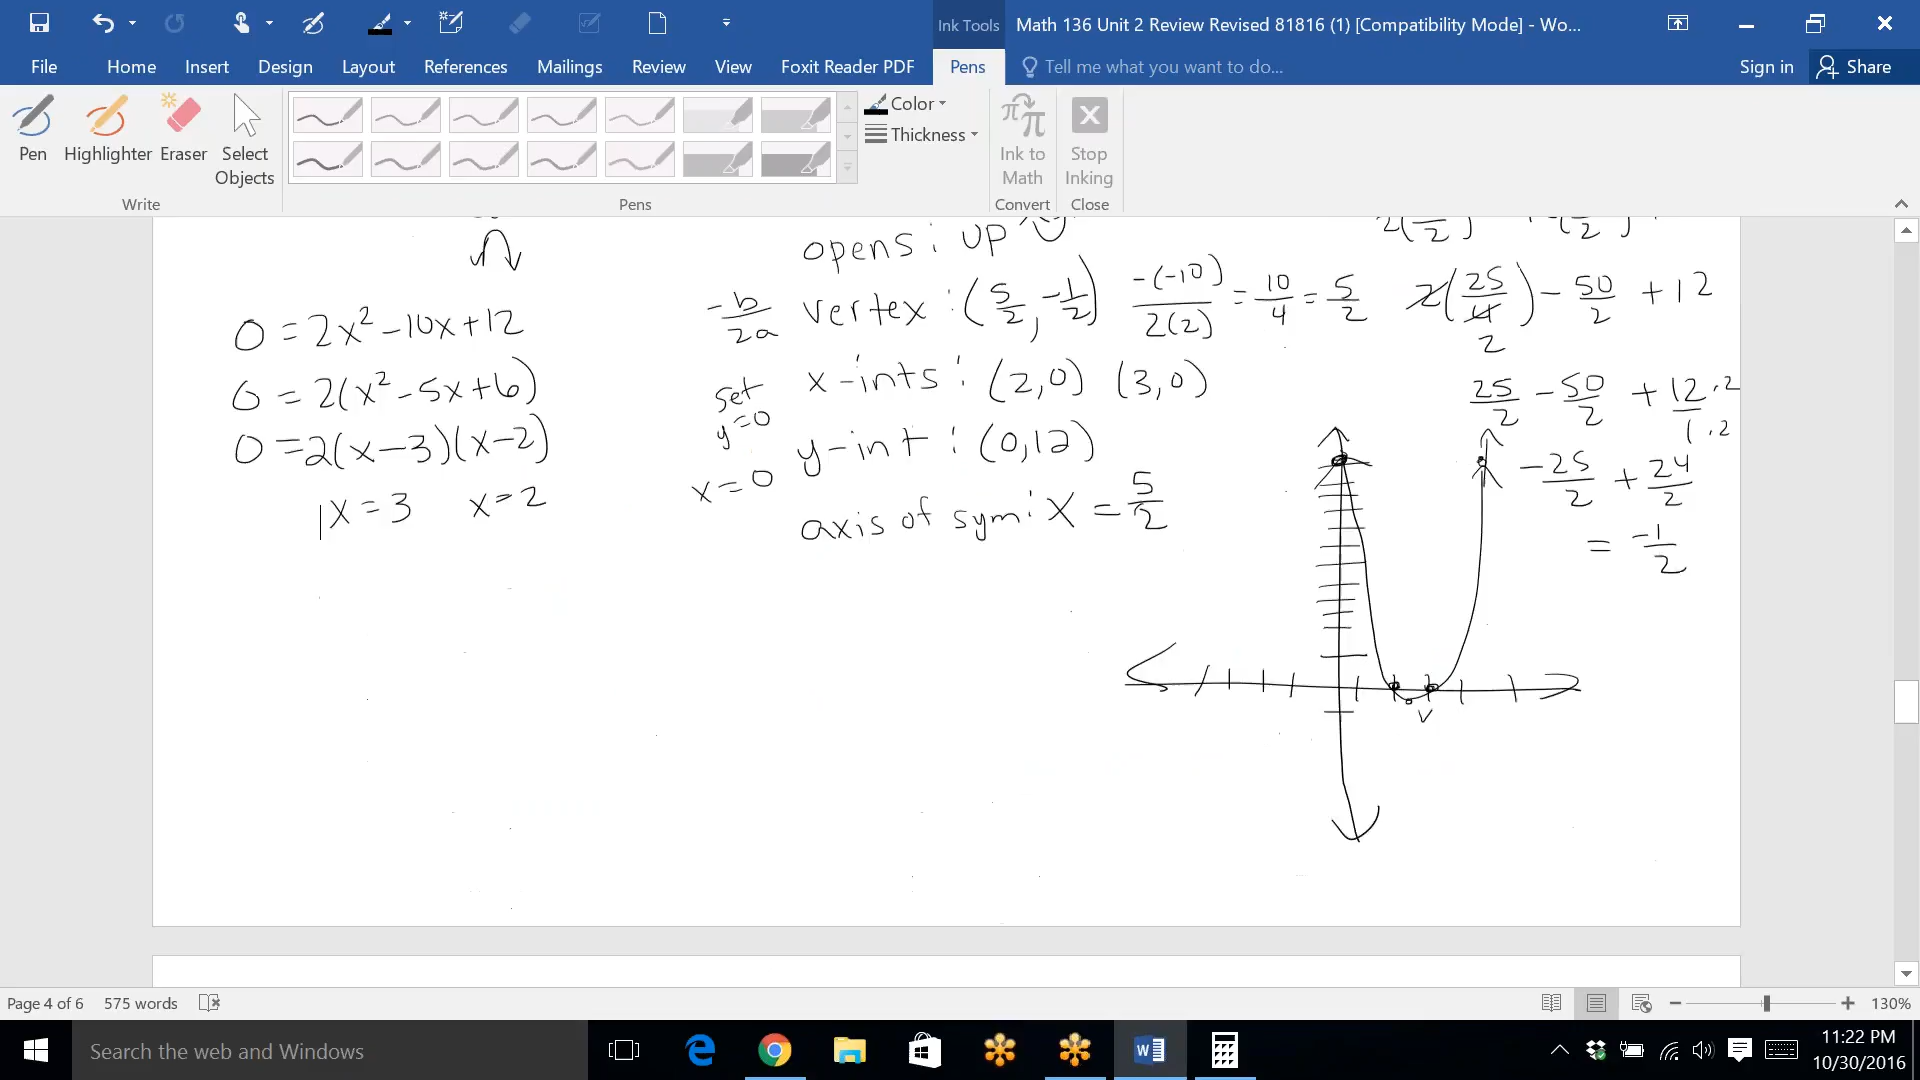 Ink Tools
Math 136 Unit 2 Review Revised 81816 (1) [Compatibility Mode] - Wo...
File Home Insert Design Layout References Mailings Review View Foxit Reader PDF Pens Tell me what you want to do... Sign in Share
Pen Highlighter Eraser Select Objects
Color
Thickness
Ink to Math
Stop Inking
Write Pens Convert Close
opens: up
-b/2a vertex: (5/2, -1/2) -(-10)/2(2) = 10/4 = 5/2
2(25/4) - 50/2 + 12
2
0 = 2x² - 10x + 12
0 = 2(x² - 5x + 6)
0 = 2(x - 3)(x - 2)
x = 3 x = 2
set y=0 x-ints: (2,0) (3,0)
x = 0 y-int: (0,12)
axis of sym: x = 5/2
25/2 - 50/2 + 12·2/1·2
-25/2 + 24/2
= -1/2
V
Page 4 of 6 575 words 130%
Search the web and Windows
11:22 PM
10/30/2016